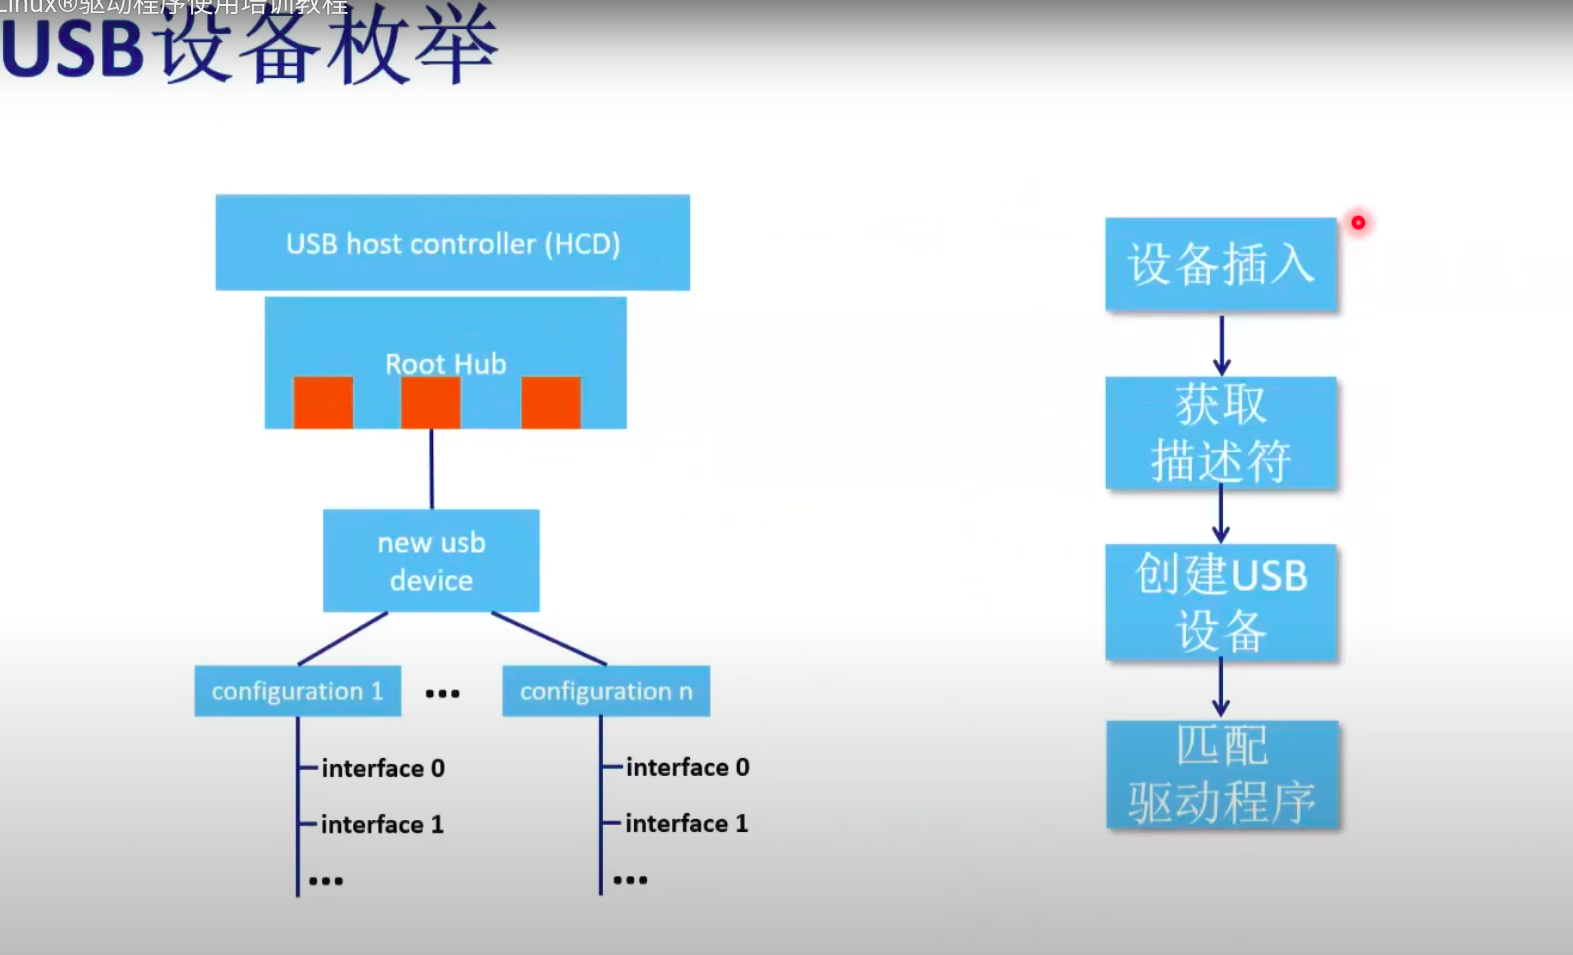 Linux®驱动程序使用培训教程
USB设备枚举
USB host controller (HCD)
Root Hub
new usb
device
configuration 1
...
configuration n
interface 0
interface 1
...
interface 0
interface 1
...
设备插入
获取
描述符
创建USB
设备
匹配
驱动程序